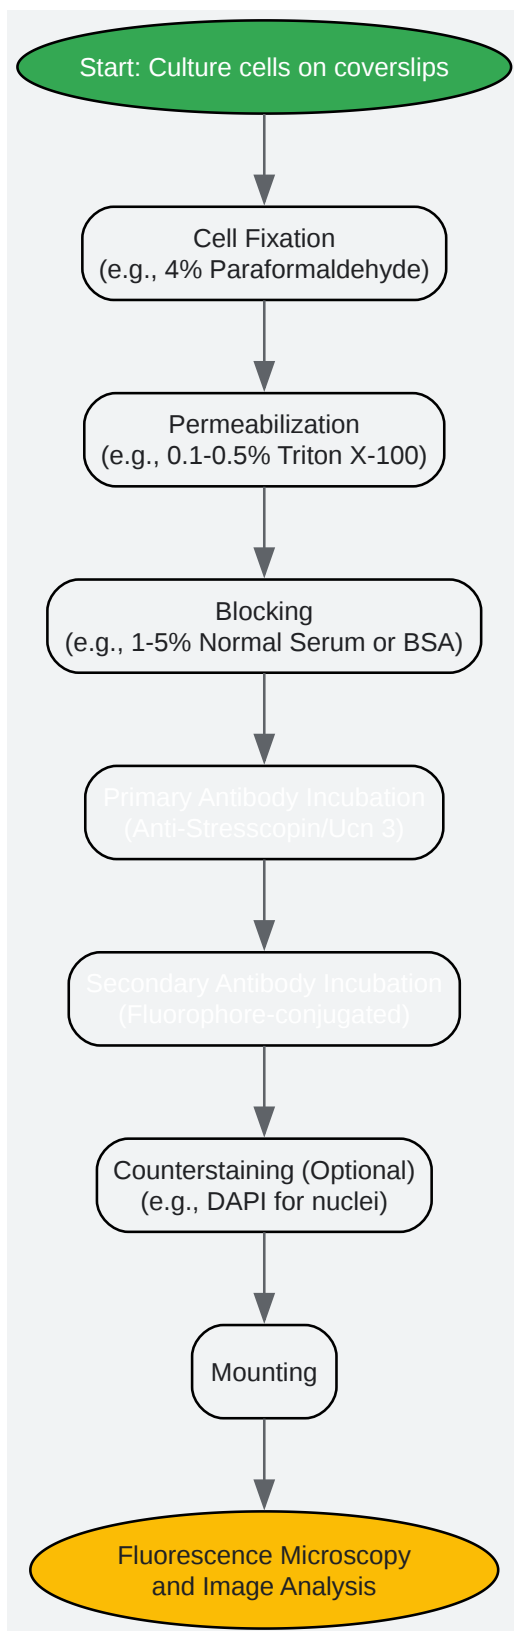 Start: Culture cells on coverslips
Cell Fixation
(e.g., 4% Paraformaldehyde)
Permeabilization
(e.g., 0.1-0.5% Triton X-100)
Blocking
(e.g., 1-5% Normal Serum or BSA)
Primary Antibody Incubation
(Anti-Stresscopin/Ucn 3)
Secondary Antibody Incubation
(Fluorophore-conjugated)
Counterstaining (Optional)
(e.g., DAPI for nuclei)
Mounting
Fluorescence Microscopy
and Image Analysis